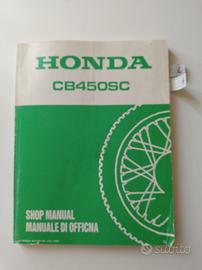 HONDA
CB450SC
SHOP MANUAL
MANUALE DI OFFICNA
subito